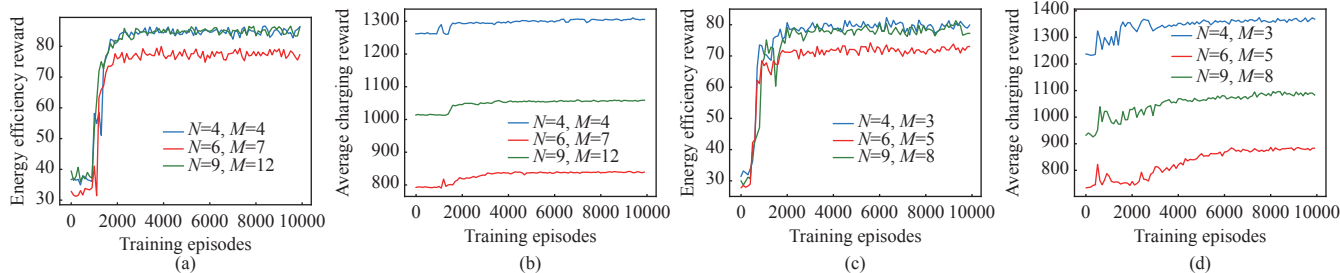 Energy efficiency reward
80
70
60
50
40
30
N=4, M=4
N=6, M=7
N=9, M=12
0 2000 4000 6000 8000 10000
Training episodes
(a)
Average charging reward
1300
1200
1100
1000
900
800
N=4, M=4
N=6, M=7
N=9, M=12
0 2000 4000 6000 8000 10000
Training episodes
(b)
Energy efficiency reward
80
70
60
50
40
30
N=4, M=3
N=6, M=5
N=9, M=8
0 2000 4000 6000 8000 10000
Training episodes
(c)
Average charging reward
1400
1300
1200
1100
1000
900
800
N=4, M=3
N=6, M=5
N=9, M=8
0 2000 4000 6000 8000 10000
Training episodes
(d)